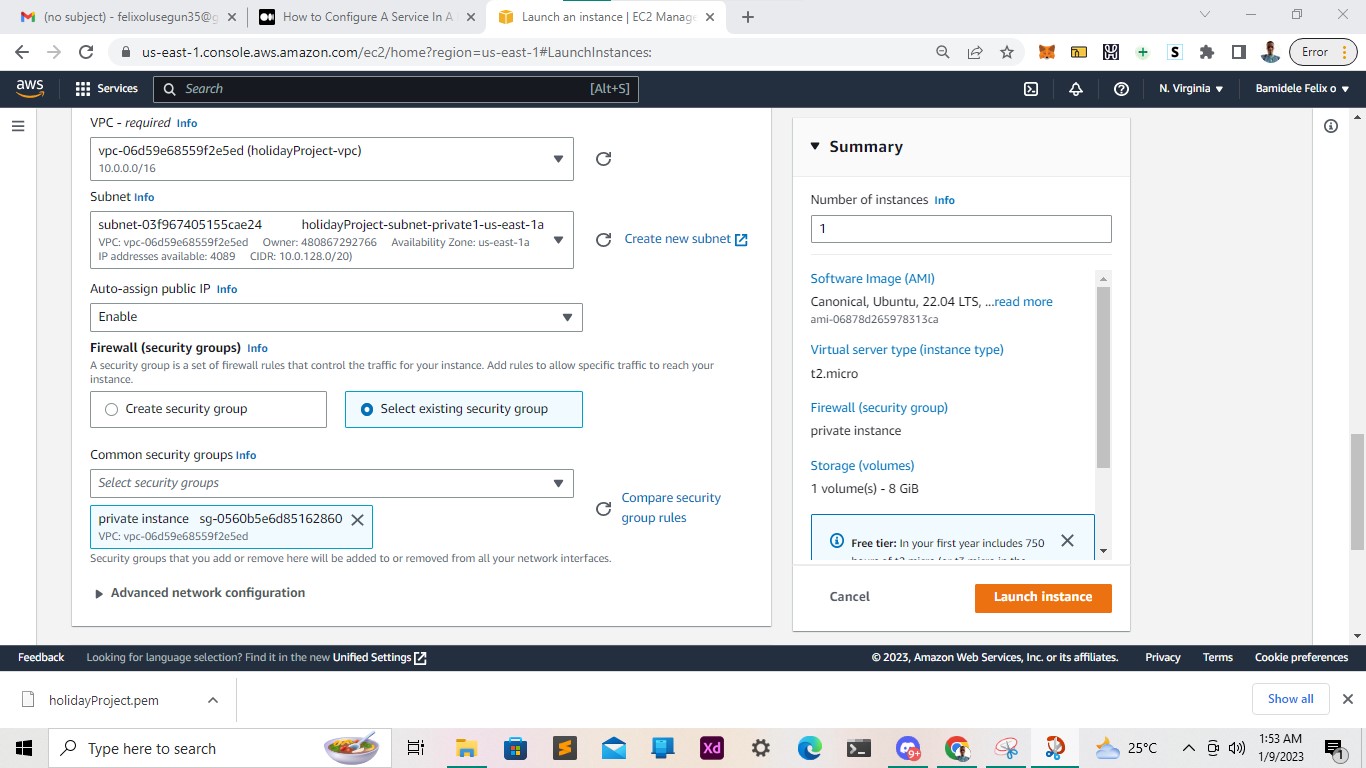 (no subject) - felixolusegun35@g
How to Configure A Service In A
Launch an instance | EC2 Manage
us-east-1.console.aws.amazon.com/ec2/home?region=us-east-1#LaunchInstances:
S
Error
aws
Services
Search
[Alt+S]
N. Virginia
Bamidele Felix o
VPC - required Info
vpc-06d59e68559f2e5ed (holidayProject-vpc)
10.0.0.0/16
Subnet Info
subnet-03f967405155cae24 holidayProject-subnet-private1-us-east-1a
VPC: vpc-06d59e68559f2e5ed Owner: 480867292766 Availability Zone: us-east-1a
IP addresses available: 4089 CIDR: 10.0.128.0/20)
Create new subnet
Auto-assign public IP Info
Enable
Firewall (security groups) Info
A security group is a set of firewall rules that control the traffic for your instance. Add rules to allow specific traffic to reach your
instance.
Create security group
Select existing security group
Common security groups Info
Select security groups
private instance sg-0560b5e6d85162860
VPC: vpc-06d59e68559f2e5ed
Compare security
group rules
Security groups that you add or remove here will be added to or removed from all your network interfaces.
Advanced network configuration
Summary
Number of instances Info
1
Software Image (AMI)
Canonical, Ubuntu, 22.04 LTS, ...read more
ami-06878d265978313ca
Virtual server type (instance type)
t2.micro
Firewall (security group)
private instance
Storage (volumes)
1 volume(s) - 8 GiB
Free tier: In your first year includes 750
Cancel
Launch instance
Feedback
Looking for language selection? Find it in the new Unified Settings
© 2023, Amazon Web Services, Inc. or its affiliates.
Privacy
Terms
Cookie preferences
holidayProject.pem
Show all
Type here to search
Xd
9+
25°C
1:53 AM
1/9/2023
1